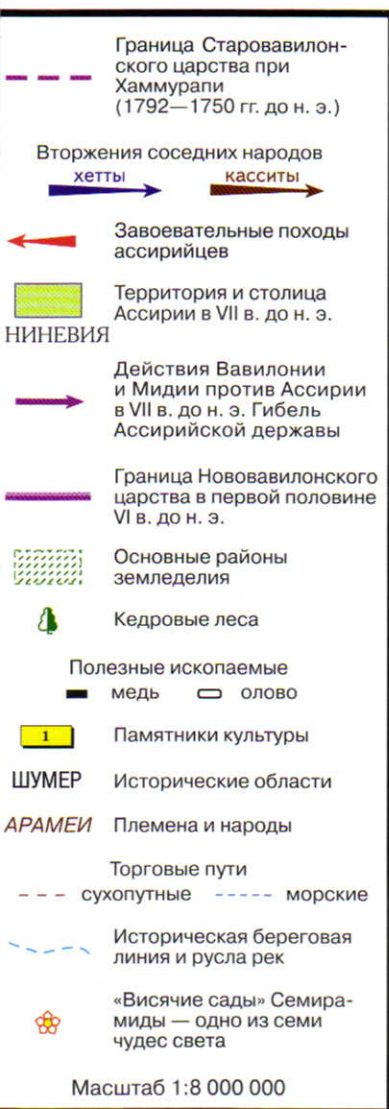 Граница Старовавилон-
ского царства при
Хаммурапи
(1792—1750 гг. до н. э.)
Вторжения соседних народов
хетты касситы
Завоевательные походы
ассирийцев
Территория и столица
Ассирии в VII в. до н. э.
НИНЕВИЯ
Действия Вавилонии
и Мидии против Ассирии
в VII в. до н. э. Гибель
Ассирийской державы
Граница Нововавилонского
царства в первой половине
VI в. до н. э.
Основные районы
земледелия
Кедровые леса
Полезные ископаемые
медь олово
1 Памятники культуры
ШУМЕР Исторические области
АРАМЕИ Племена и народы
Торговые пути
сухопутные морские
Историческая береговая
линия и русла рек
«Висячие сады» Семира-
миды — одно из семи
чудес света
Масштаб 1:8 000 000